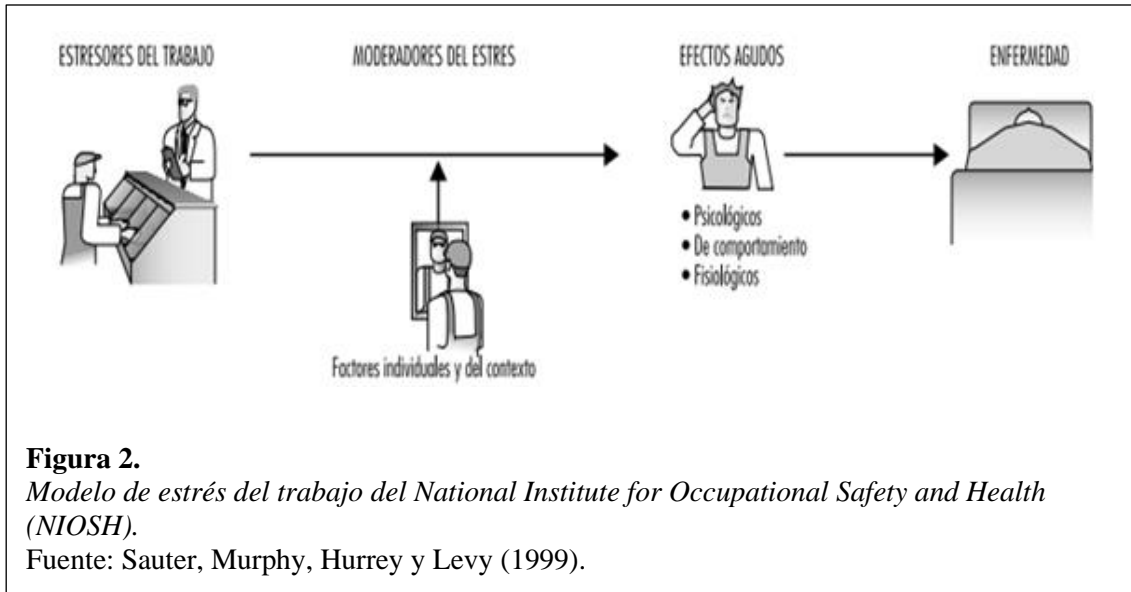 ESTRESORES DEL TRABAJO
MODERADORES DEL ESTRES
EFECTOS AGUDOS
ENFERMEDAD
• Psicológicos
• De comportamiento
• Fisiológicos
Factores individuales y del contexto
Figura 2.
Modelo de estrés del trabajo del National Institute for Occupational Safety and Health
(NIOSH).
Fuente: Sauter, Murphy, Hurrey y Levy (1999).